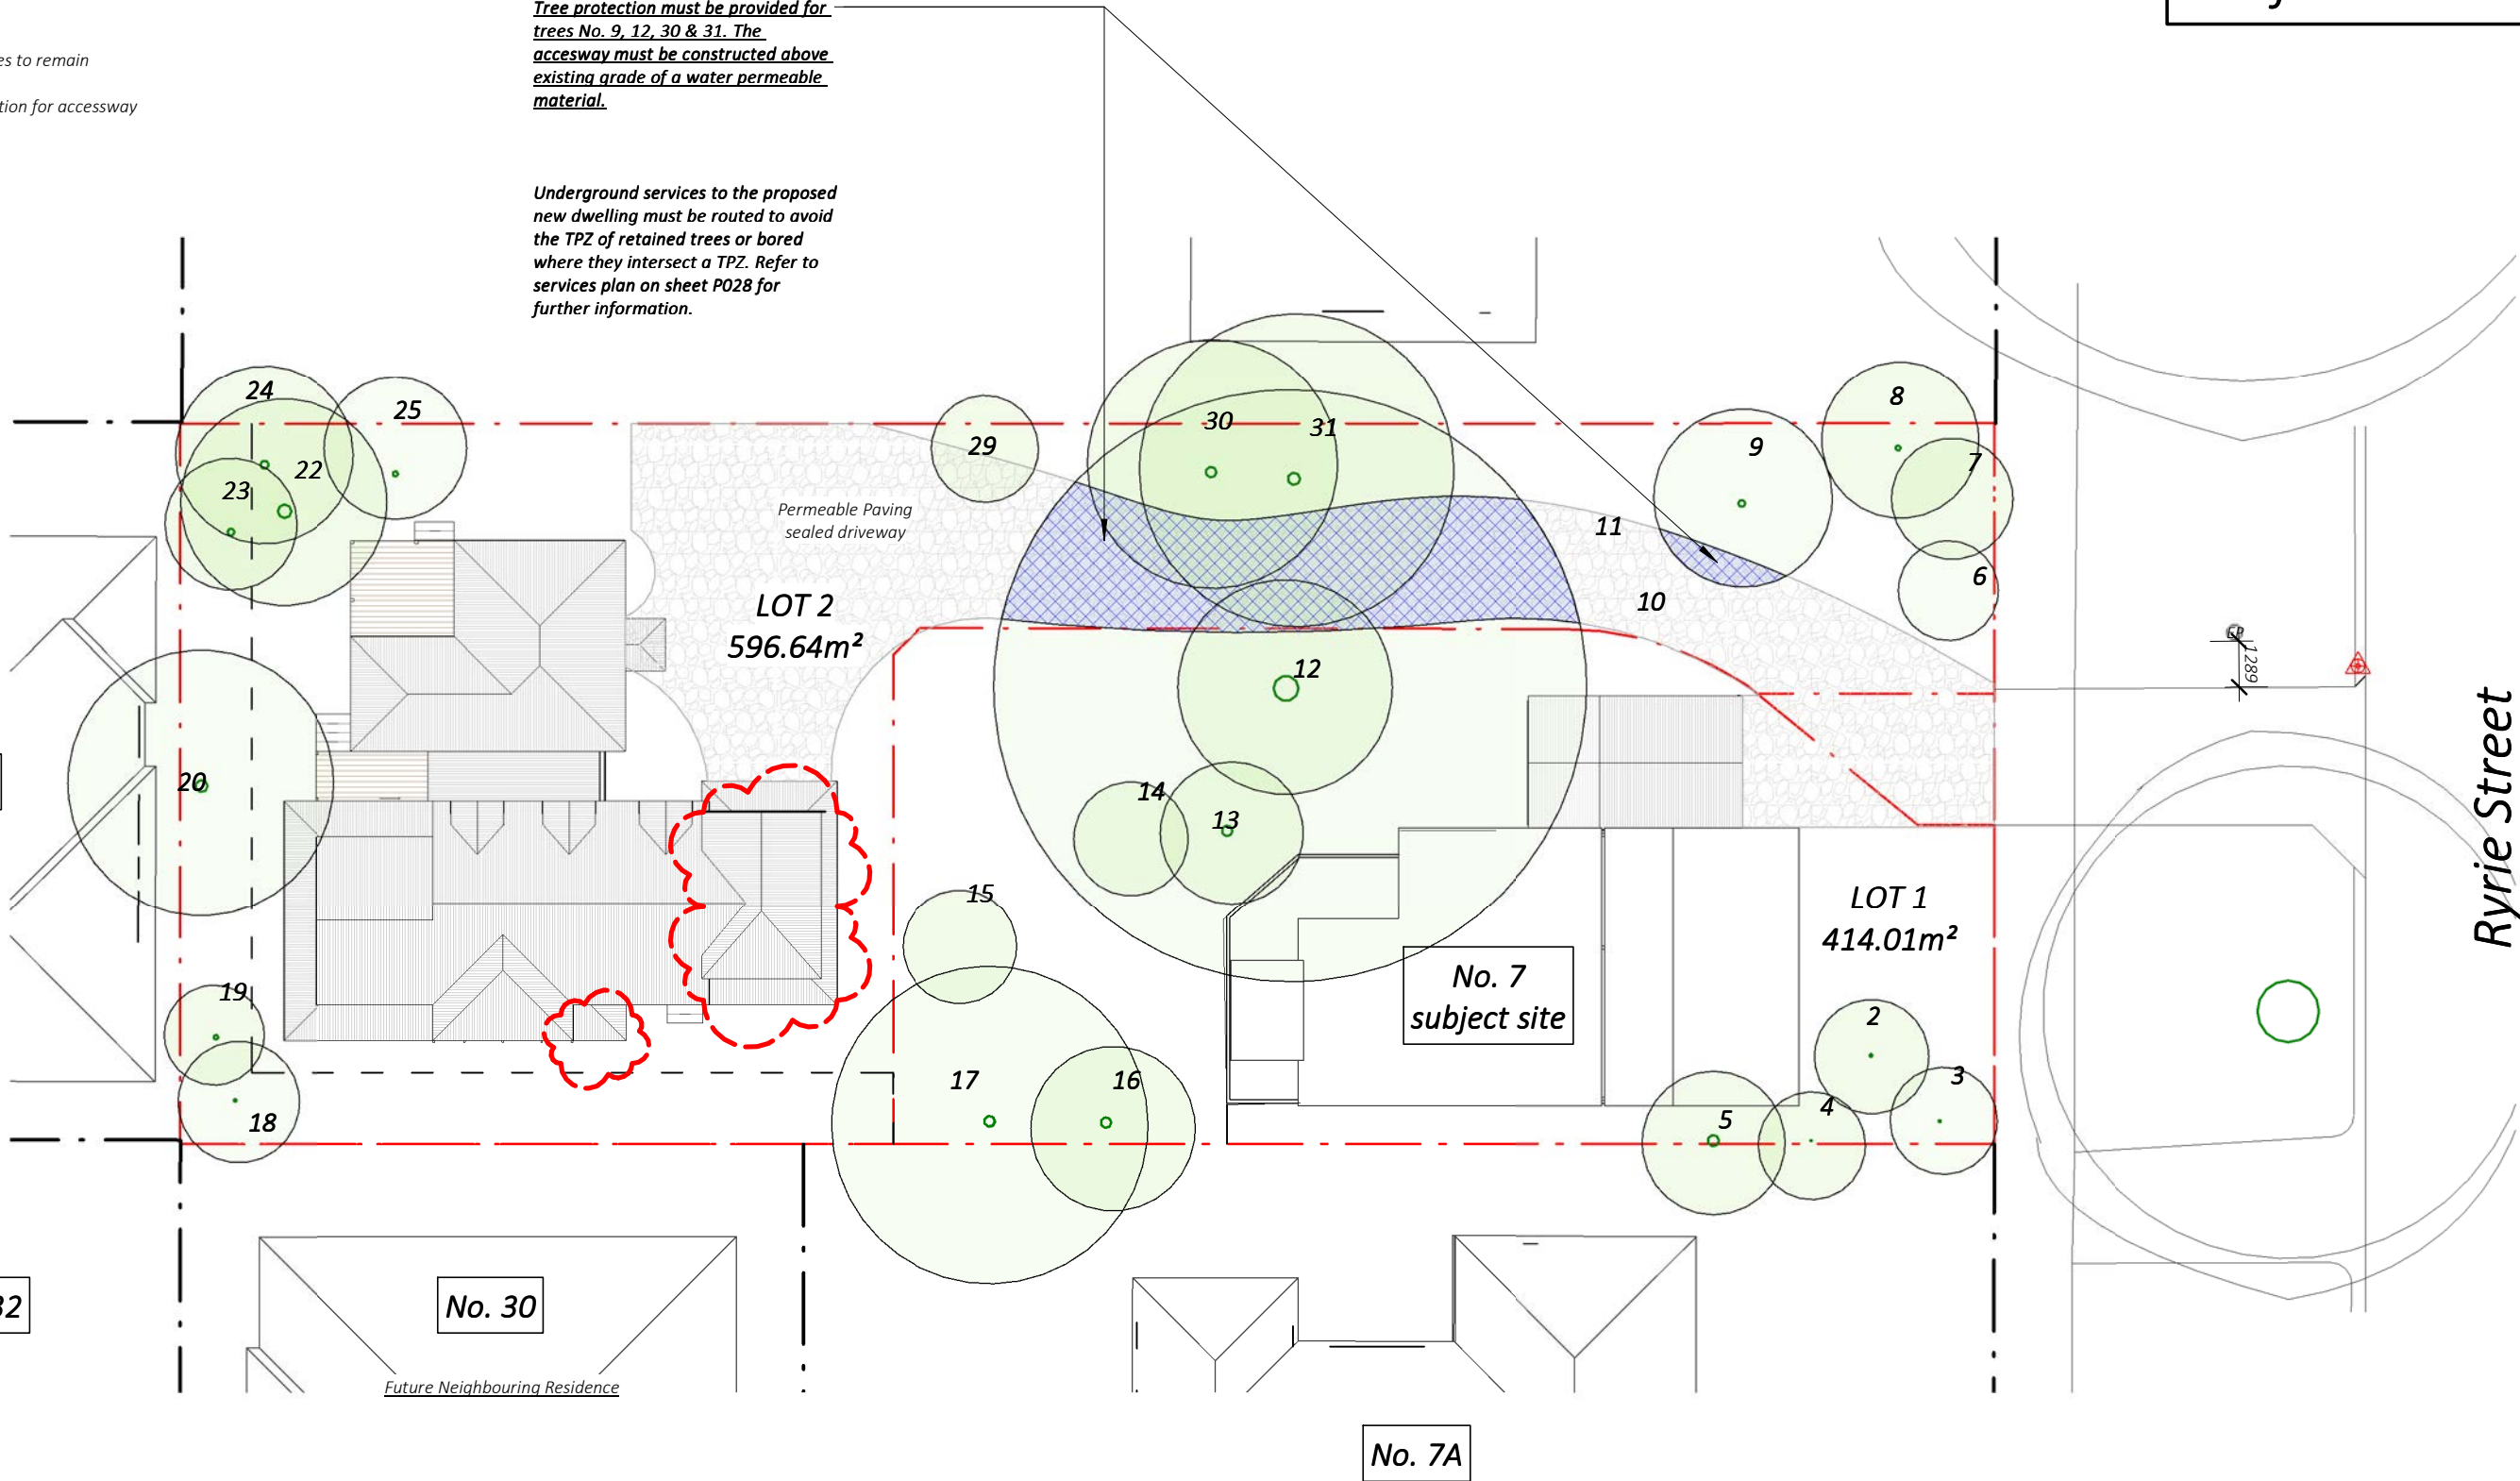 Tree protection must be provided for
trees No. 9, 12, 30 & 31. The
accesway must be constructed above
existing grade of a water permeable
material.
es to remain
tion for accessway
Underground services to the proposed
new dwelling must be routed to avoid
the TPZ of retained trees or bored
where they intersect a TPZ. Refer to
services plan on sheet P028 for
further information.
24
25
22
23
29
30
31
9
8
7
6
11
10
Permeable Paving
sealed driveway
LOT 2
596.64m²
12
1289
Ryrie Street
20
14
13
15
LOT 1
414.01m²
No. 7
subject site
19
18
17
16
2
3
4
5
32
No. 30
Future Neighbouring Residence
No. 7A